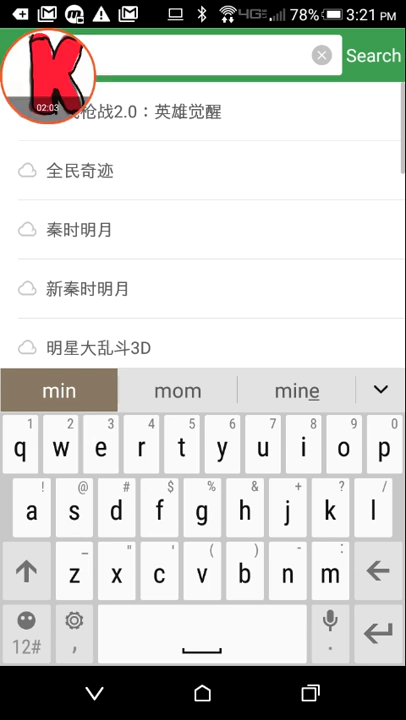 4G 78% 3:21 PM
K
Search
02:03
枪战2.0：英雄觉醒
全民奇迹
秦时明月
新秦时明月
明星大乱斗3D
min mom mine
1 2 3 4 5 6 7 8 9 0
q w e r t y u i o p
! @ # $ % & + ? /
a s d f g h j k l
_ " ' ( ) - :
z x c v b n m
12# , .